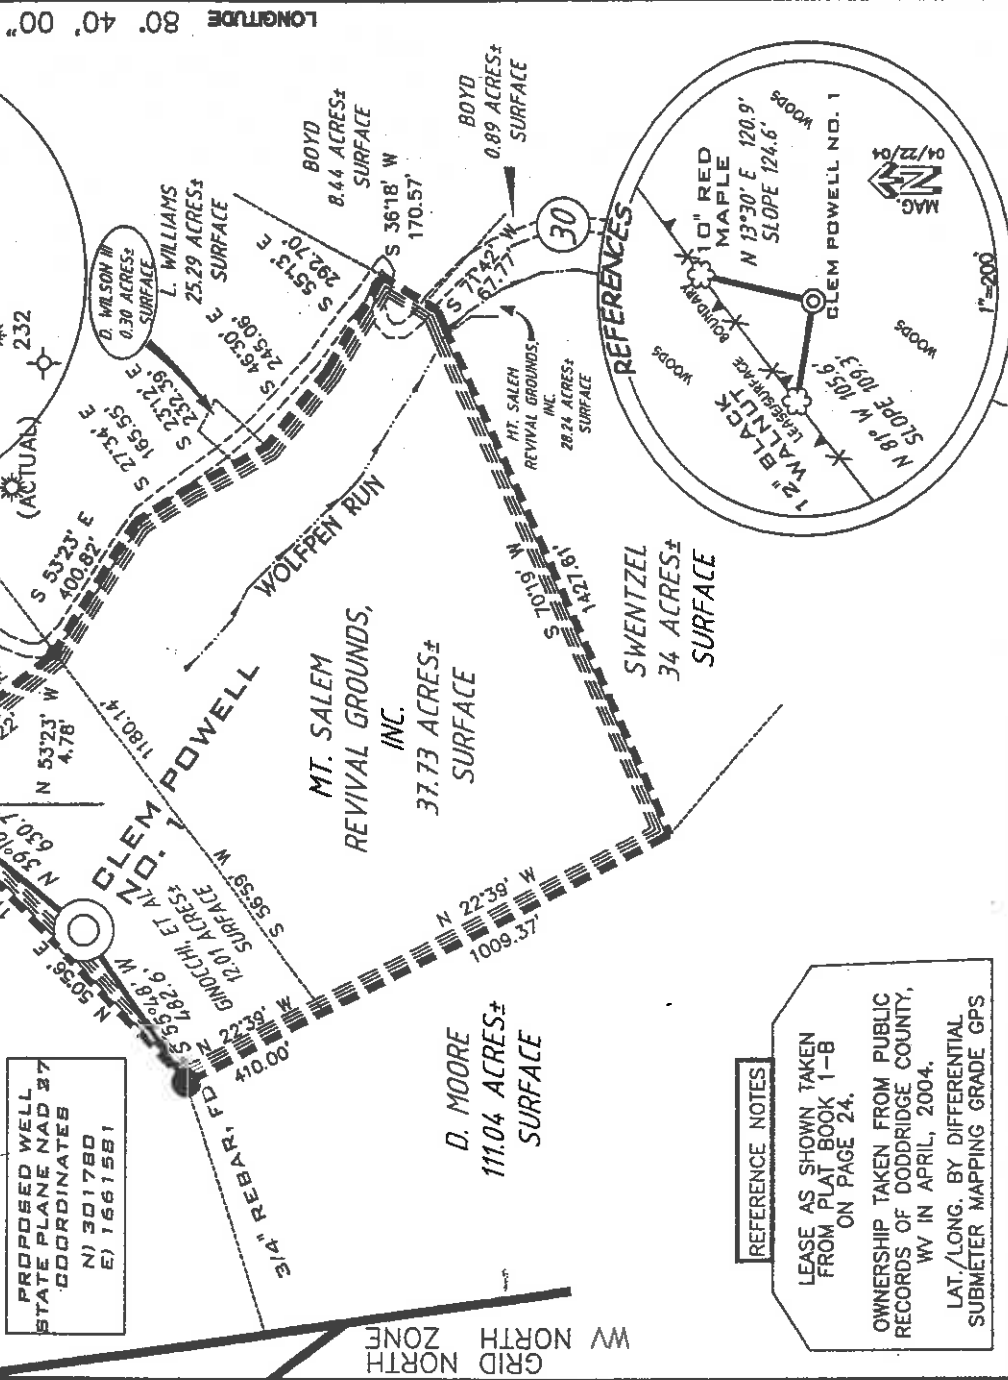 LONGITUDE 80° 40' 00"
232
(ACTUAL)
D. WILSON III
0.30 ACRES±
SURFACE
L. WILLIAMS
25.29 ACRES±
SURFACE
BOYD
8.44 ACRES±
SURFACE
BOYD
0.89 ACRES±
SURFACE
S 53°23' E
400.82'
S 27°34' E
165.55'
S 23°12' E
232.39'
S 46°30' E
245.06'
S 55°13' E
292.70'
S 36°18' W
170.57'
S 71°42' W
67.77'
30
MT. SALEM
REVIVAL GROUNDS,
INC.
28.24 ACRES±
SURFACE
WOLFPEN RUN
S 70°19' W
1427.61'
SWENTZEL
34 ACRES±
SURFACE
N 53°23' W
4.78'
1180.14'
S 56°59' W
CLEM POWELL
NO. 1
MT. SALEM
REVIVAL GROUNDS,
INC.
37.73 ACRES±
SURFACE
N 50°56' E
S 55°48' W
482.6'
GINOCCHI, ET AL
12.01 ACRES±
SURFACE
N 22°39' W
410.00'
N 22°39' W
1009.37'
3/4" REBAR, FD
D. MOORE
111.04 ACRES±
SURFACE
PROPOSED WELL
STATE PLANE NAD 27
COORDINATES
N) 301780
E) 1661581
GRID NORTH
WV NORTH ZONE
REFERENCES
WOODS
10" RED
MAPLE
N 13°30' E 120.9'
SLOPE 124.6'
WOODS
CLEM POWELL NO. 1
MAG.
04/22/04
LEASE/SURFACE BOUNDARY
12" BLACK
WALNUT
N 81° W 105.6'
SLOPE 109.3'
WOODS
1"=200'
REFERENCE NOTES
LEASE AS SHOWN TAKEN
FROM PLAT BOOK 1-B
ON PAGE 24.
OWNERSHIP TAKEN FROM PUBLIC
RECORDS OF DODDRIDGE COUNTY,
WV IN APRIL, 2004.
LAT./LONG. BY DIFFERENTIAL
SUBMETER MAPPING GRADE GPS